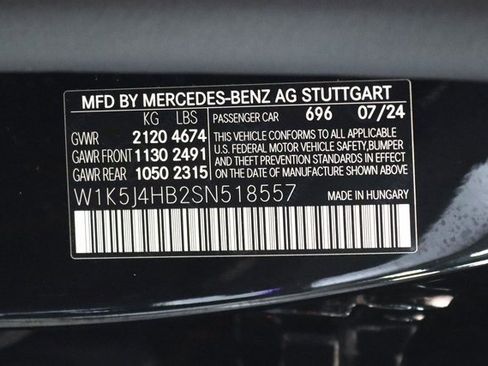 MFD BY MERCEDES-BENZ AG STUTTGART
KG LBS PASSENGER CAR 696 07/24
GVWR 2120 4674 THIS VEHICLE CONFORMS TO ALL APPLICABLE
GAWR FRONT 1130 2491 U.S. FEDERAL MOTOR VEHICLE SAFETY, BUMPER
GAWR REAR 1050 2315 AND THEFT PREVENTION STANDARDS IN EFFECT
ON THE DATE OF MANUFACTURE SHOWN ABOVE
W1K5J4HB2SN518557 HUNGARY